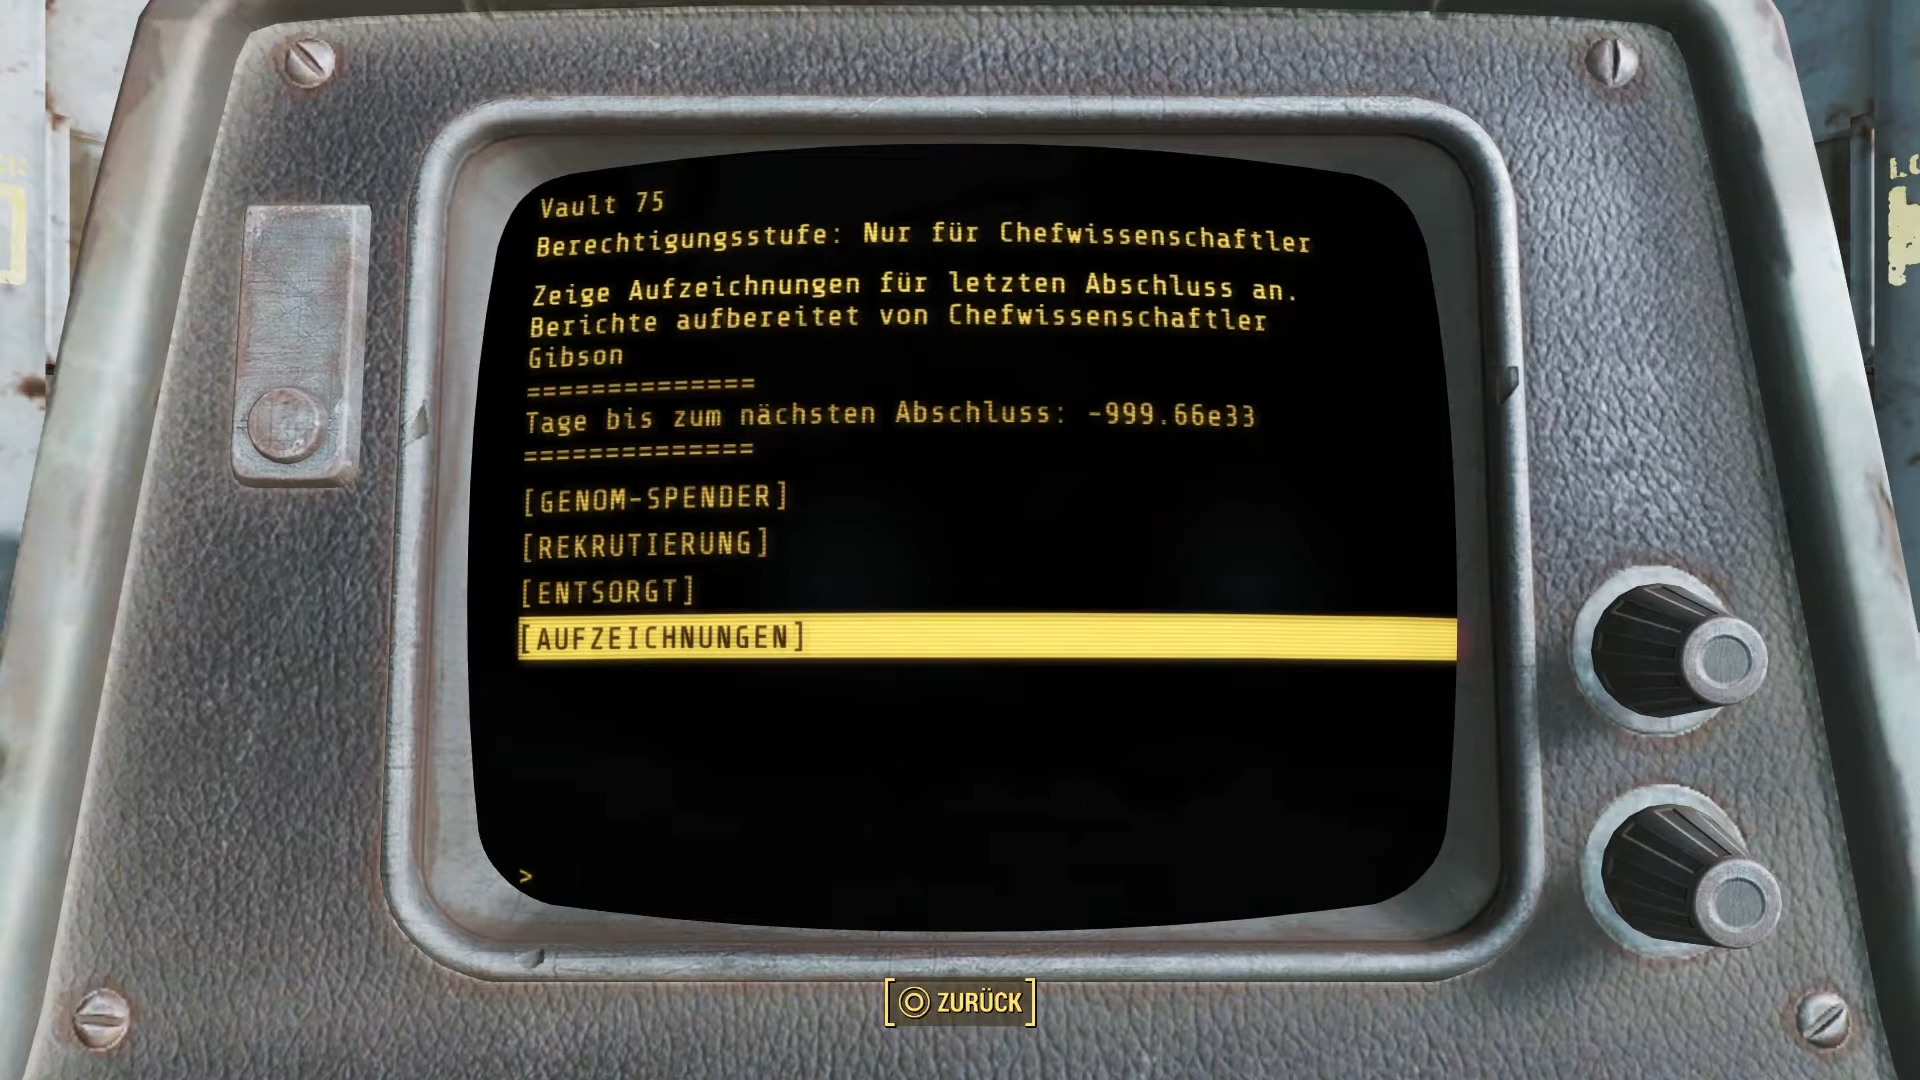 Vault 75
Berechtigungsstufe: Nur für Chefwissenschaftler
Zeige Aufzeichnungen für letzten Abschluss an.
Berichte aufbereitet von Chefwissenschaftler
Gibson
==============
Tage bis zum nächsten Abschluss: -999.66e33
==============
[GENOM-SPENDER]
[REKRUTIERUNG]
[ENTSORGT]
[AUFZEICHNUNGEN]
>
[ ZURÜCK]